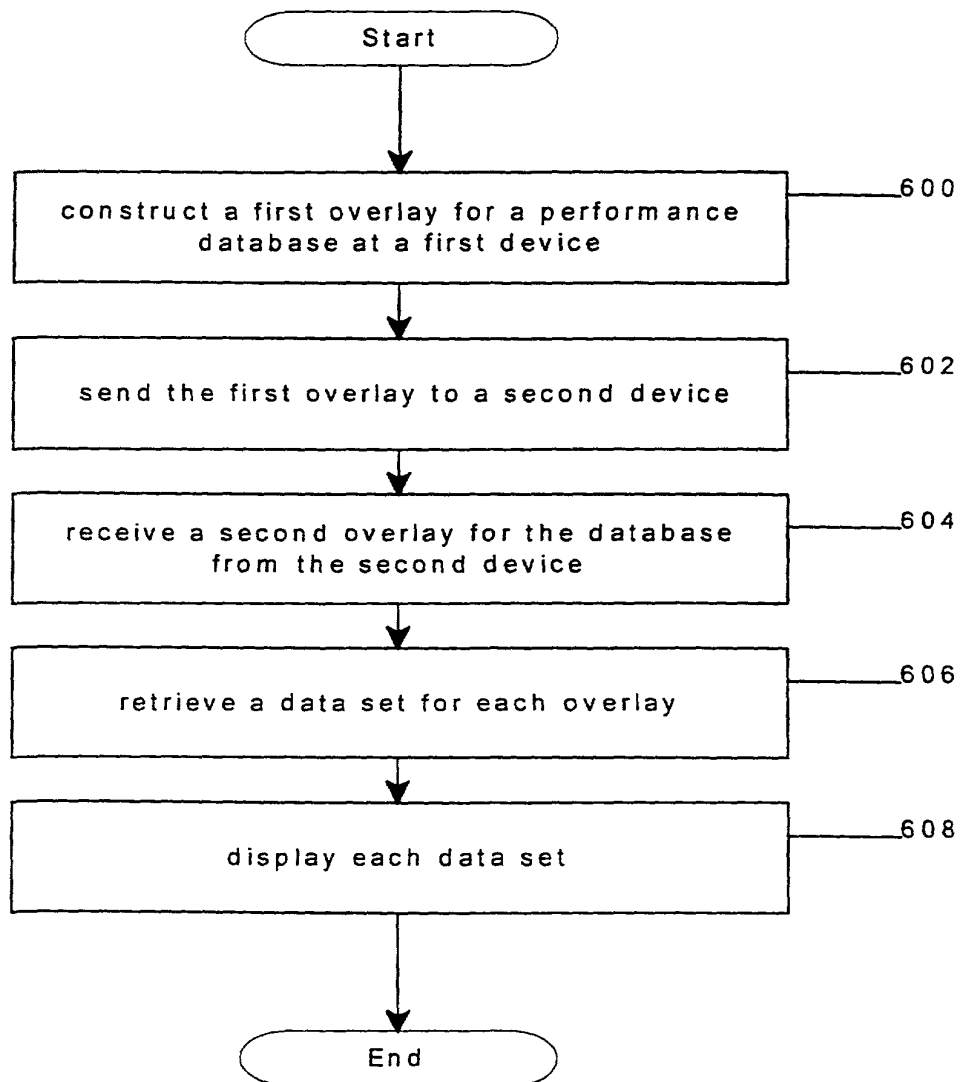 Start
construct a first overlay for a performance
database at a first device
600
send the first overlay to a second device
602
receive a second overlay for the database
from the second device
604
retrieve a data set for each overlay
606
display each data set
608
End